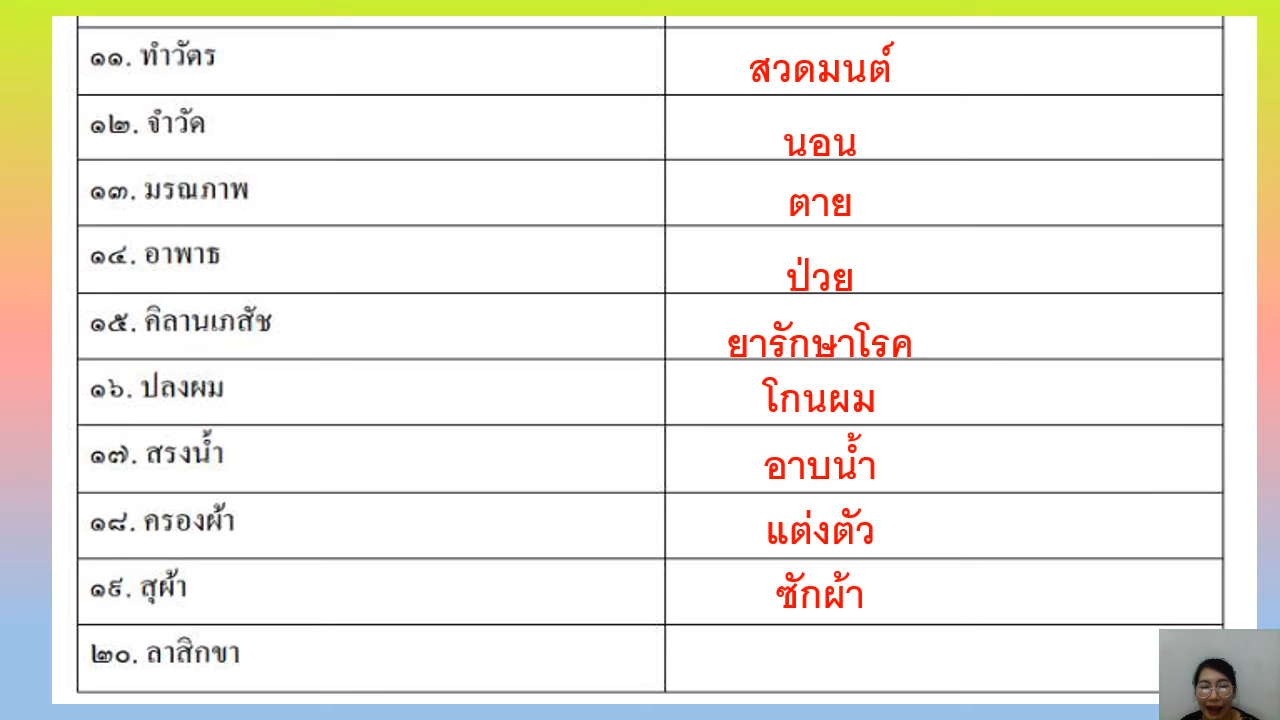 ๑๑. ทำวัตร สวดมนต์
๑๒. จำวัด นอน
๑๓. มรณภาพ ตาย
๑๔. อาพาธ ป่วย
๑๕. คิลานเภสัช ยารักษาโรค
๑๖. ปลงผม โกนผม
๑๗. สรงน้ำ อาบน้ำ
๑๘. ครองผ้า แต่งตัว
๑๙. สุผ้า ซักผ้า
๒๐. ลาสิกขา